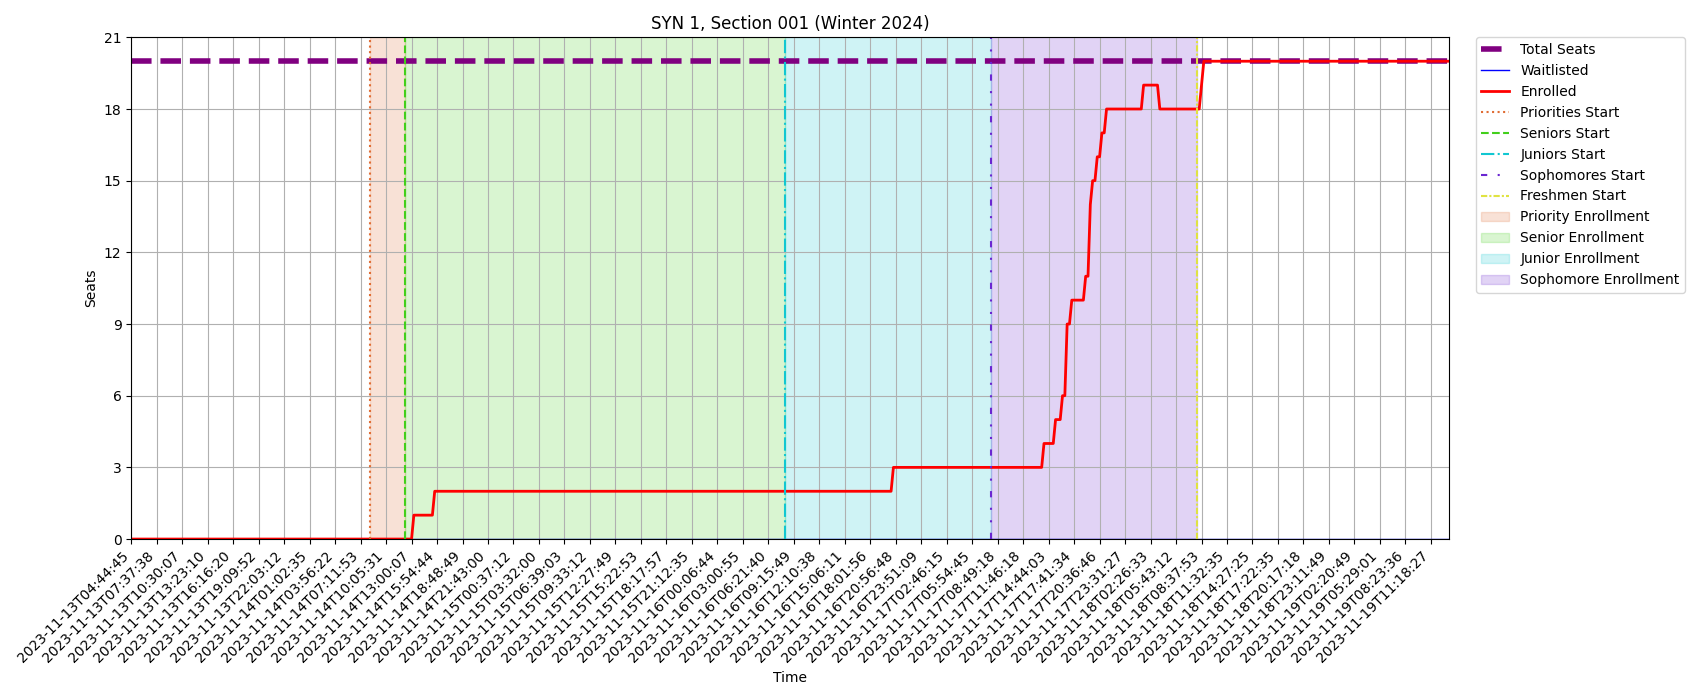 SYN 1, Section 001 (Winter 2024)
21
18
15
12
9
6
3
0
Seats
2023-11-13T04:44:45
2023-11-13T07:37:38
2023-11-13T10:30:07
2023-11-13T13:23:10
2023-11-13T16:16:20
2023-11-13T19:09:52
2023-11-13T22:03:12
2023-11-14T01:02:35
2023-11-14T03:56:22
2023-11-14T07:11:53
2023-11-14T10:05:31
2023-11-14T13:00:07
2023-11-14T15:54:44
2023-11-14T18:48:49
2023-11-14T21:43:00
2023-11-15T00:37:12
2023-11-15T03:32:00
2023-11-15T06:39:03
2023-11-15T09:33:12
2023-11-15T12:27:49
2023-11-15T15:22:53
2023-11-15T18:17:57
2023-11-15T21:12:35
2023-11-16T00:06:44
2023-11-16T03:00:55
2023-11-16T06:21:40
2023-11-16T09:15:49
2023-11-16T12:10:38
2023-11-16T15:06:11
2023-11-16T18:01:56
2023-11-16T20:56:48
2023-11-16T23:51:09
2023-11-17T02:46:15
2023-11-17T05:54:45
2023-11-17T08:49:18
2023-11-17T11:46:18
2023-11-17T14:44:03
2023-11-17T17:41:34
2023-11-17T20:36:46
2023-11-17T23:31:27
2023-11-18T02:26:33
2023-11-18T05:43:12
2023-11-18T08:37:53
2023-11-18T11:32:35
2023-11-18T14:27:25
2023-11-18T17:22:35
2023-11-18T20:17:18
2023-11-18T23:11:49
2023-11-19T02:20:49
2023-11-19T05:29:01
2023-11-19T08:23:36
2023-11-19T11:18:27
Time
Total Seats
Waitlisted
Enrolled
Priorities Start
Seniors Start
Juniors Start
Sophomores Start
Freshmen Start
Priority Enrollment
Senior Enrollment
Junior Enrollment
Sophomore Enrollment